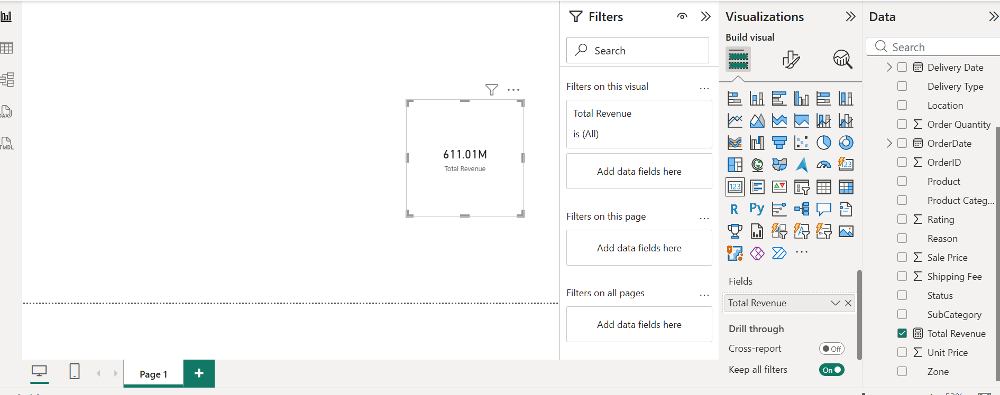 DAX
TMDL
611.01M
Total Revenue
Page 1
+
Filters
Search
Filters on this visual
...
Total Revenue
is (All)
Add data fields here
Filters on this page
...
Add data fields here
Filters on all pages
...
Add data fields here
Visualizations
Build visual
123
123
R
Py
...
Fields
Total Revenue
Drill through
Cross-report
Off
Keep all filters
On
Data
Search
Delivery Date
Delivery Type
Location
Σ Order Quantity
OrderDate
Σ OrderID
Product
Product Categ...
Σ Rating
Reason
Σ Sale Price
Σ Shipping Fee
Status
SubCategory
Total Revenue
Σ Unit Price
Zone